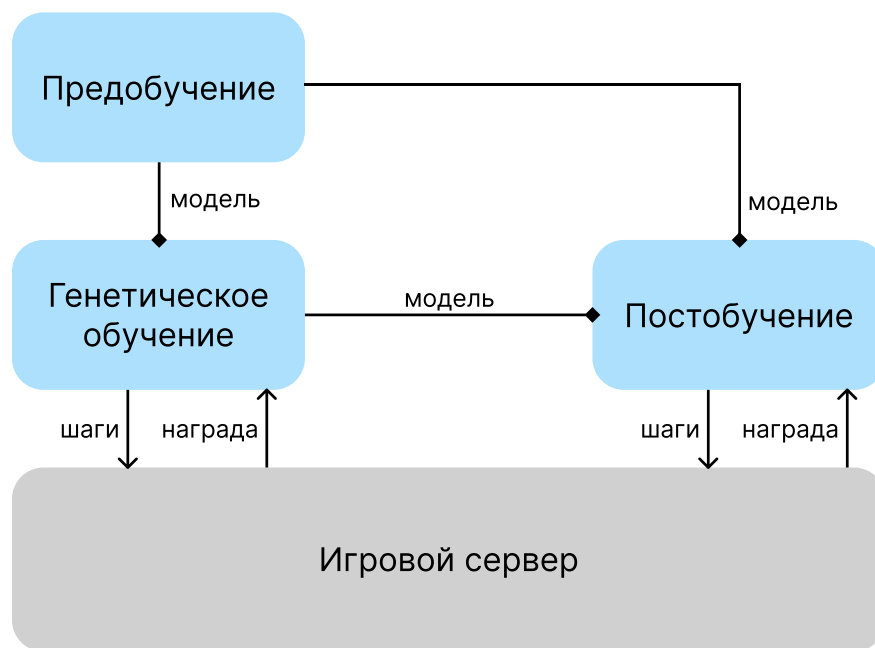 Предобучение
модель
модель
Генетическое
обучение
модель
Постобучение
шаги
награда
шаги
награда
Игровой сервер